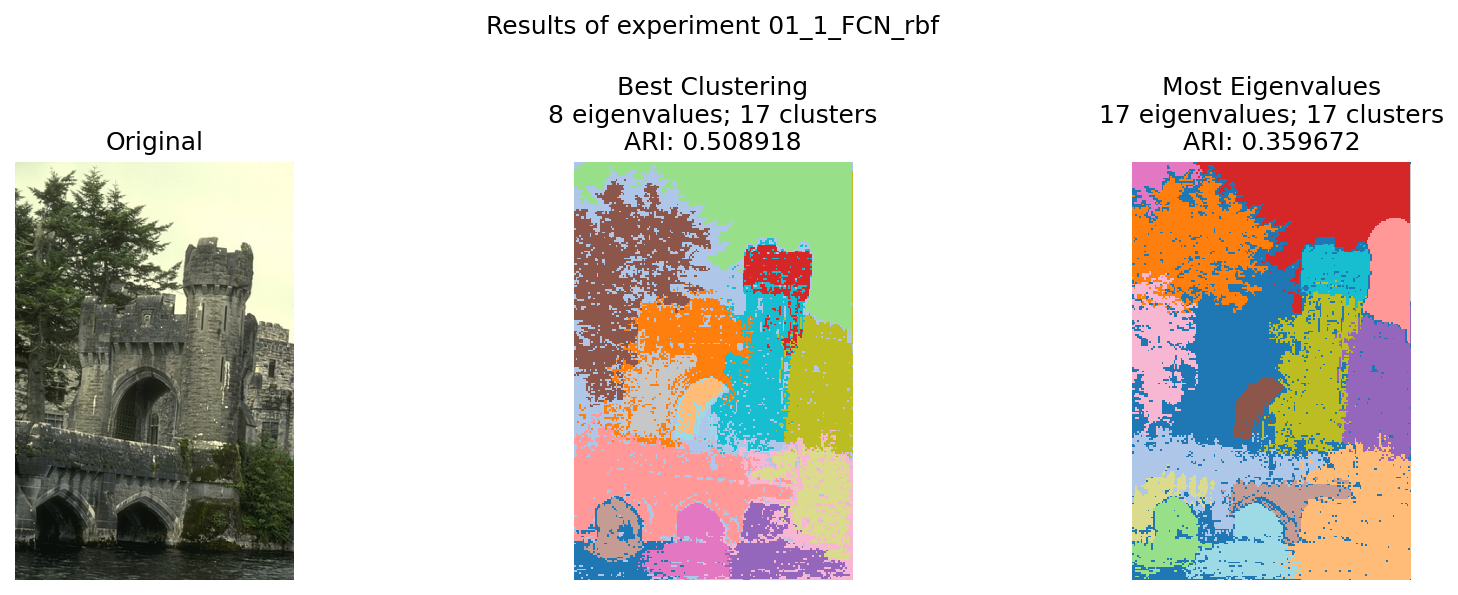 Results of experiment 01_1_FCN_rbf
Original
Best Clustering
8 eigenvalues; 17 clusters
ARI: 0.508918
Most Eigenvalues
17 eigenvalues; 17 clusters
ARI: 0.359672